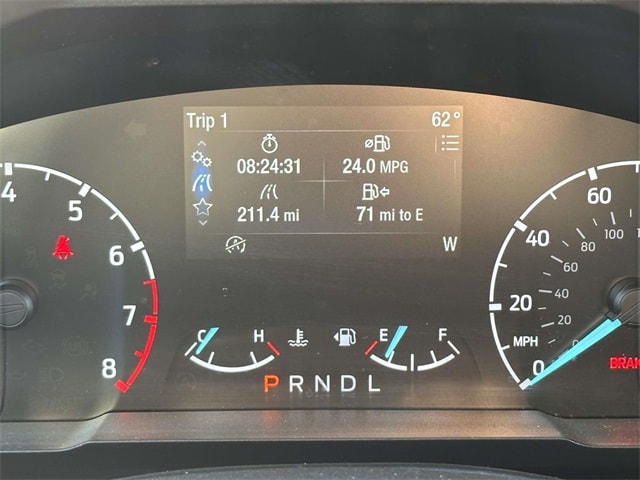 Trip 1 62°
08:24:31 24.0 MPG
211.4 mi 71 mi to E
W
4 5 6 7 8
C H E F
P R N D L
60 40 20 0
MPH
100 80 60 40 20 0
BRAK